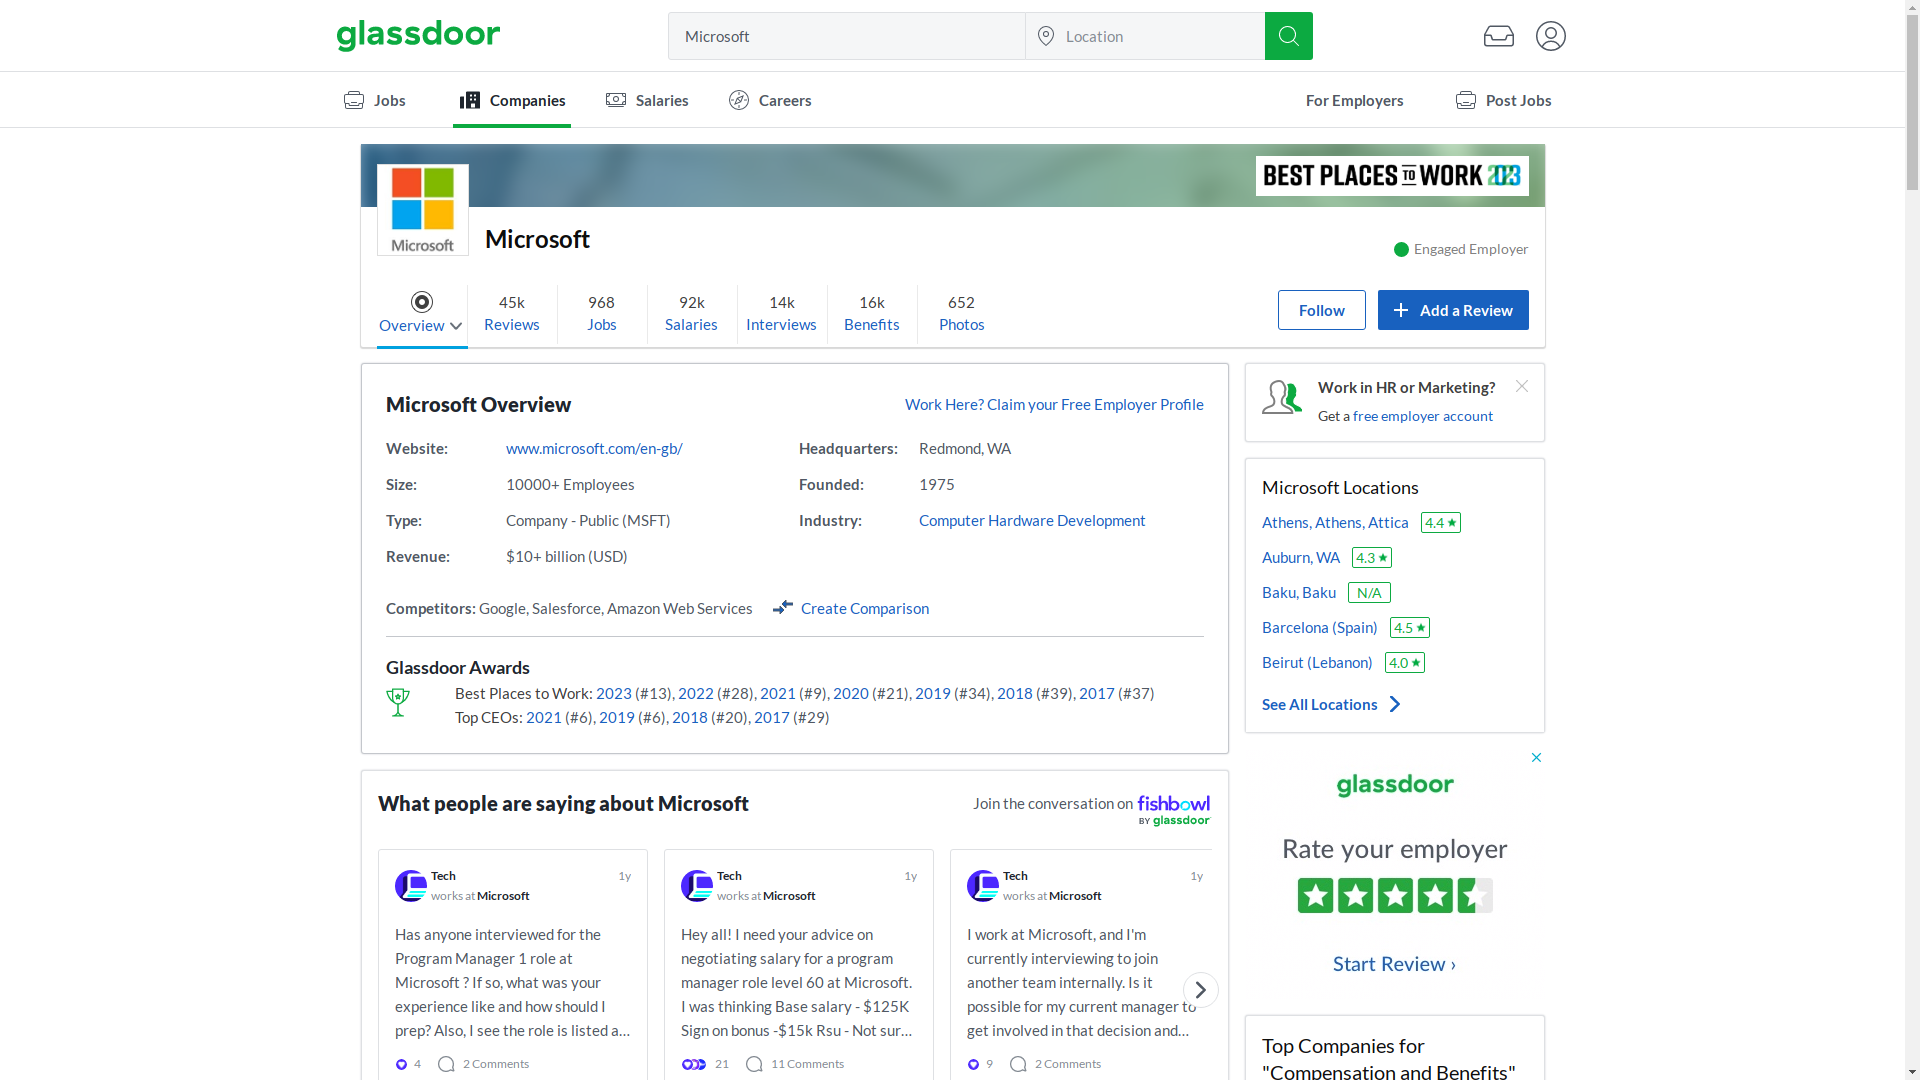 glassdoor
Microsoft
Location
Jobs
Companies
Salaries
Careers
For Employers
Post Jobs
BEST PLACES TO WORK
Microsoft
Microsoft
Engaged Employer
Overview
45k
Reviews
968
Jobs
92k
Salaries
14k
Interviews
16k
Benefits
652
Photos
Follow
Add a Review
Microsoft Overview
Work Here? Claim your Free Employer Profile
Website: www.microsoft.com/en-gb/
Headquarters: Redmond, WA
Size: 10000+ Employees
Founded: 1975
Type: Company - Public (MSFT)
Industry: Computer Hardware Development
Revenue: $10+ billion (USD)
Competitors: Google, Salesforce, Amazon Web Services
Create Comparison
Glassdoor Awards
Best Places to Work: 2023 (#13), 2022 (#28), 2021 (#9), 2020 (#21), 2019 (#34), 2018 (#39), 2017 (#37)
Top CEOs: 2021 (#6), 2019 (#6), 2018 (#20), 2017 (#29)
What people are saying about Microsoft
Join the conversation on fishbowl
BY glassdoor
Tech
1y
works at Microsoft
Has anyone interviewed for the
Program Manager 1 role at
Microsoft ? If so, what was your
experience like and how should I
prep? Also, I see the role is listed a...
4
2 Comments
Tech
1y
works at Microsoft
Hey all! I need your advice on
negotiating salary for a program
manager role level 60 at Microsoft.
I was thinking Base salary - $125K
Sign on bonus -$15k Rsu - Not sur...
21
11 Comments
Tech
1y
works at Microsoft
I work at Microsoft, and I'm
currently interviewing to join
another team internally. Is it
possible for my current manager to
get involved in that decision and...
9
2 Comments
Work in HR or Marketing?
Get a free employer account
Microsoft Locations
Athens, Athens, Attica 4.4
Auburn, WA 4.3
Baku, Baku N/A
Barcelona (Spain) 4.5
Beirut (Lebanon) 4.0
See All Locations
glassdoor
Rate your employer
Start Review ›
Top Companies for
"Compensation and Benefits"